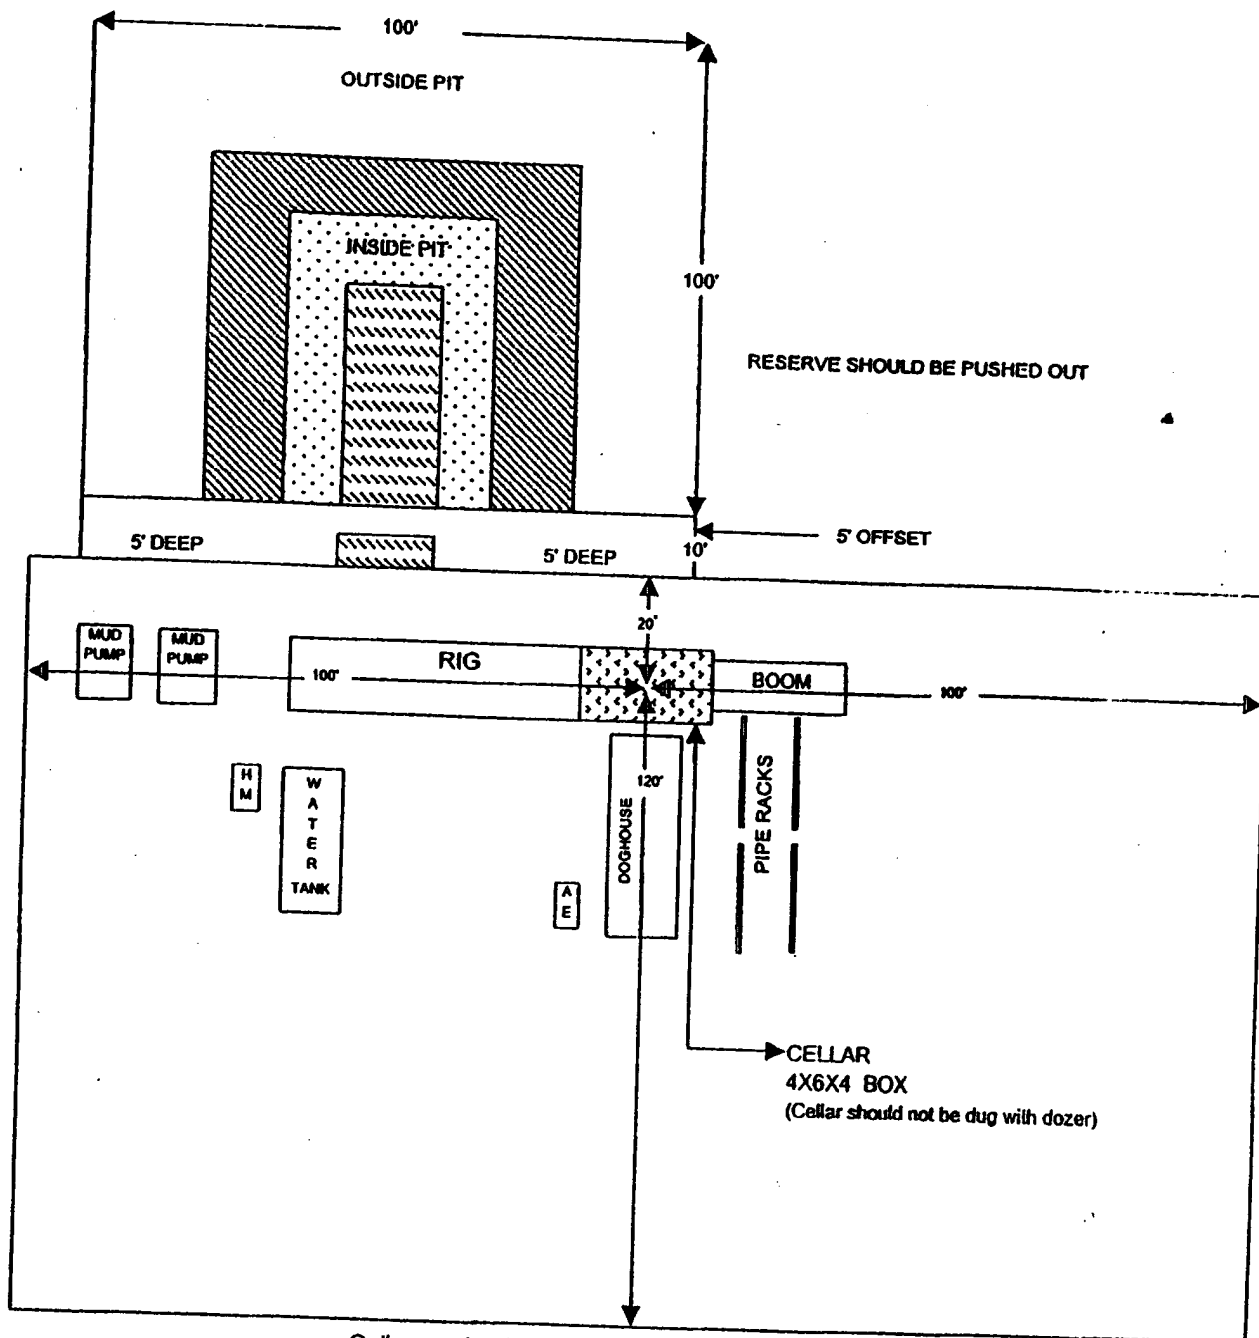 100'
OUTSIDE PIT
INSIDE PIT
100'
RESERVE SHOULD BE PUSHED OUT
5' DEEP
5' DEEP
10'
5' OFFSET
20'
MUD
PUMP
MUD
PUMP
RIG
100'
BOOM
100'
H
M
W
A
T
E
R
TANK
120'
DOGHOUSE
PIPE RACKS
A
E
CELLAR
4X6X4 BOX
(Cellar should not be dug with dozer)